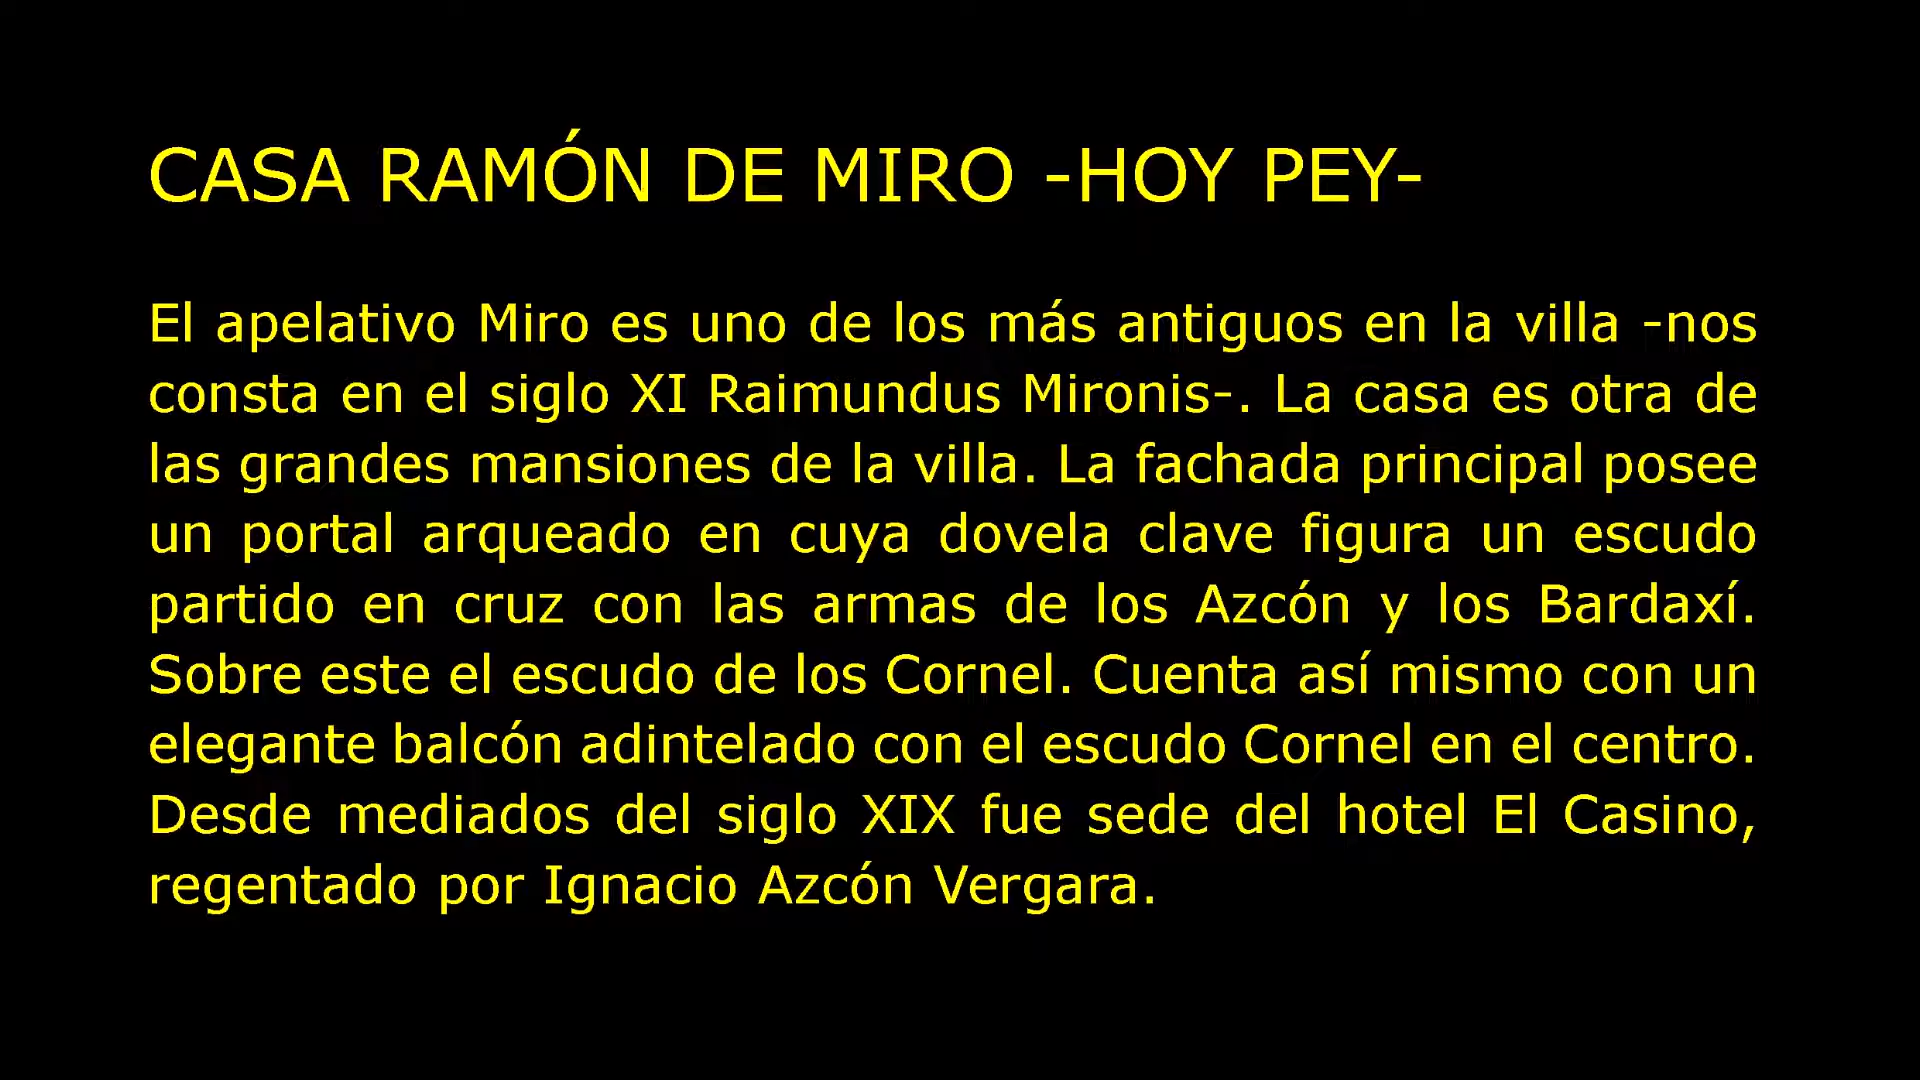 CASA RAMÓN DE MIRO -HOY PEY-
El apelativo Miro es uno de los más antiguos en la villa -nos
consta en el siglo XI Raimundus Mironis-. La casa es otra de
las grandes mansiones de la villa. La fachada principal posee
un portal arqueado en cuya dovela clave figura un escudo
partido en cruz con las armas de los Azcón y los Bardaxí.
Sobre este el escudo de los Cornel. Cuenta así mismo con un
elegante balcón adintelado con el escudo Cornel en el centro.
Desde mediados del siglo XIX fue sede del hotel El Casino,
regentado por Ignacio Azcón Vergara.